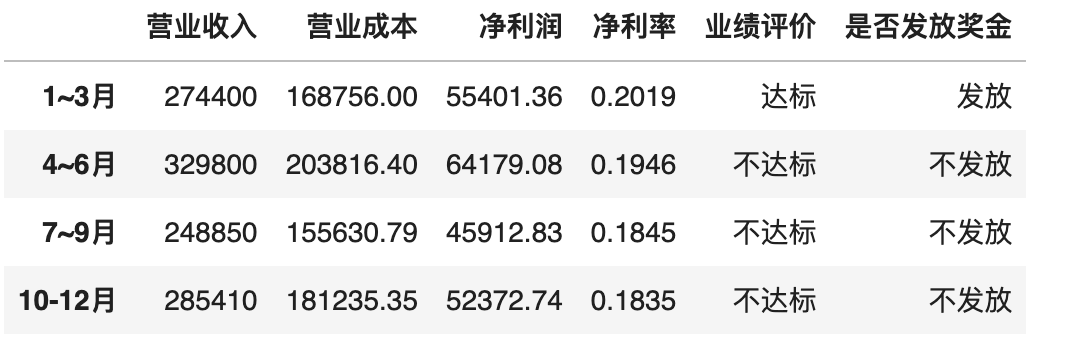 营业收入 营业成本 净利润 净利率 业绩评价 是否发放奖金
1~3月 274400 168756.00 55401.36 0.2019 达标 发放
4~6月 329800 203816.40 64179.08 0.1946 不达标 不发放
7~9月 248850 155630.79 45912.83 0.1845 不达标 不发放
10-12月 285410 181235.35 52372.74 0.1835 不达标 不发放